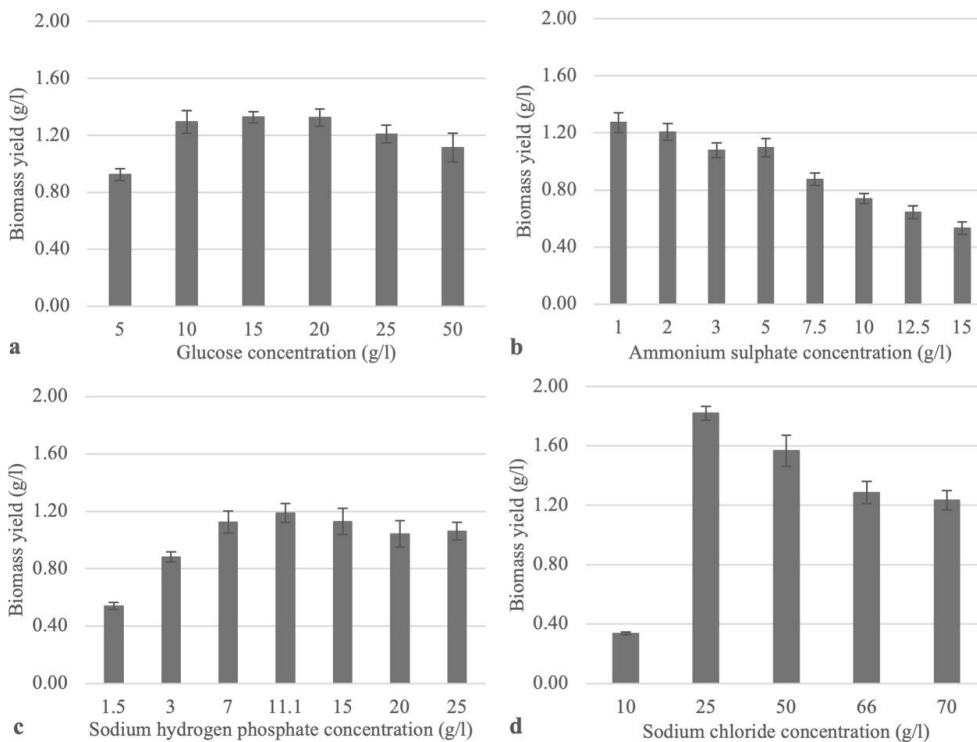 2.00
1.60
1.20
0.80
0.40
0.00
Biomass yield (g/l)
5 10 15 20 25 50
a Glucose concentration (g/l)
2.00
1.60
1.20
0.80
0.40
0.00
Biomass yield (g/l)
1 2 3 5 7.5 10 12.5 15
b Ammonium sulphate concentration (g/l)
2.00
1.60
1.20
0.80
0.40
0.00
Biomass yield (g/l)
1.5 3 7 11.1 15 20 25
c Sodium hydrogen phosphate concentration (g/l)
2.00
1.60
1.20
0.80
0.40
0.00
Biomass yield (g/l)
10 25 50 66 70
d Sodium chloride concentration (g/l)